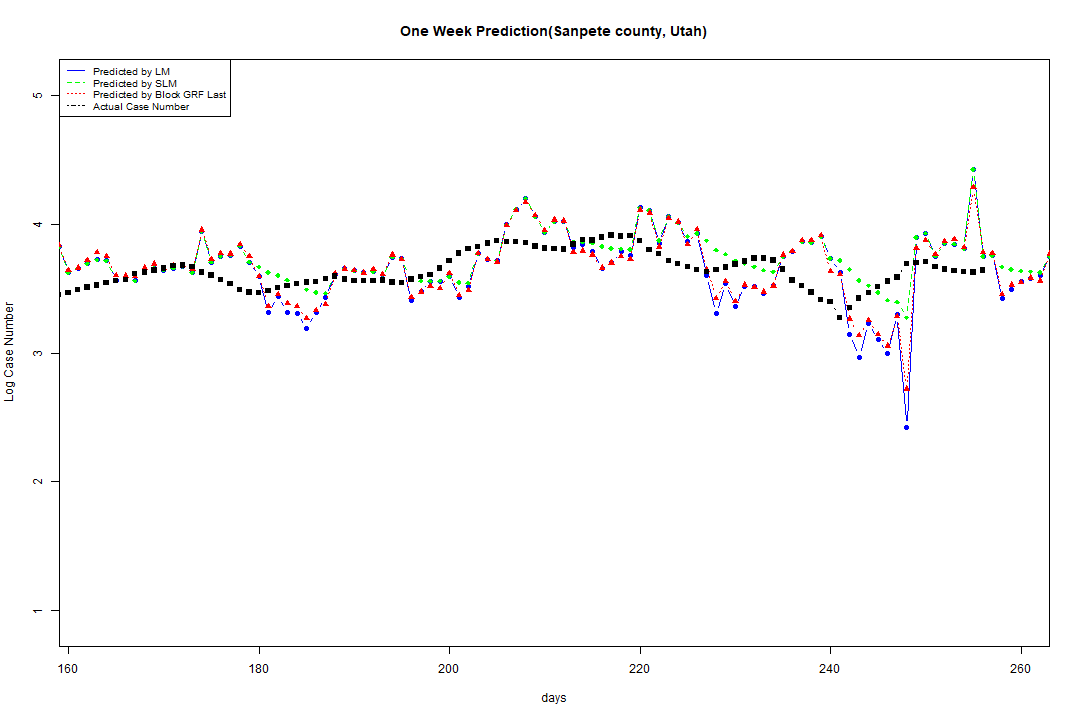 One Week Prediction(Sanpete county, Utah)
Predicted by LM
Predicted by SLM
Predicted by Block GRF Last
Actual Case Number
5
4
3
2
1
Log Case Number
160 180 200 220 240 260
days